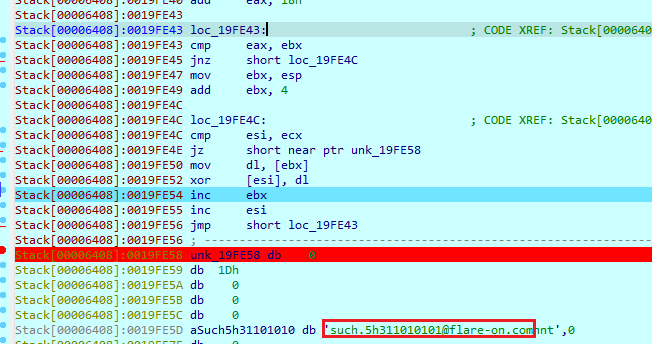 Stack[00006408]:0019FE40 add eax, 18h
Stack[00006408]:0019FE43
Stack[00006408]:0019FE43 loc_19FE43: ; CODE XREF: Stack[0000640
Stack[00006408]:0019FE43 cmp eax, ebx
Stack[00006408]:0019FE45 jnz short loc_19FE4C
Stack[00006408]:0019FE47 mov ebx, esp
Stack[00006408]:0019FE49 add ebx, 4
Stack[00006408]:0019FE4C
Stack[00006408]:0019FE4C loc_19FE4C: ; CODE XREF: Stack[0000640
Stack[00006408]:0019FE4C cmp esi, ecx
Stack[00006408]:0019FE4E jz short near ptr unk_19FE58
Stack[00006408]:0019FE50 mov dl, [ebx]
Stack[00006408]:0019FE52 xor [esi], dl
Stack[00006408]:0019FE54 inc ebx
Stack[00006408]:0019FE55 inc esi
Stack[00006408]:0019FE56 jmp short loc_19FE43
Stack[00006408]:0019FE56 ; ---------------------------------------------------
Stack[00006408]:0019FE58 unk_19FE58 db 0
Stack[00006408]:0019FE59 db 1Dh
Stack[00006408]:0019FE5A db 0
Stack[00006408]:0019FE5B db 0
Stack[00006408]:0019FE5C db 0
Stack[00006408]:0019FE5D aSuch5h31101010 db 'such.5h311010101@flare-on.comhnt',0